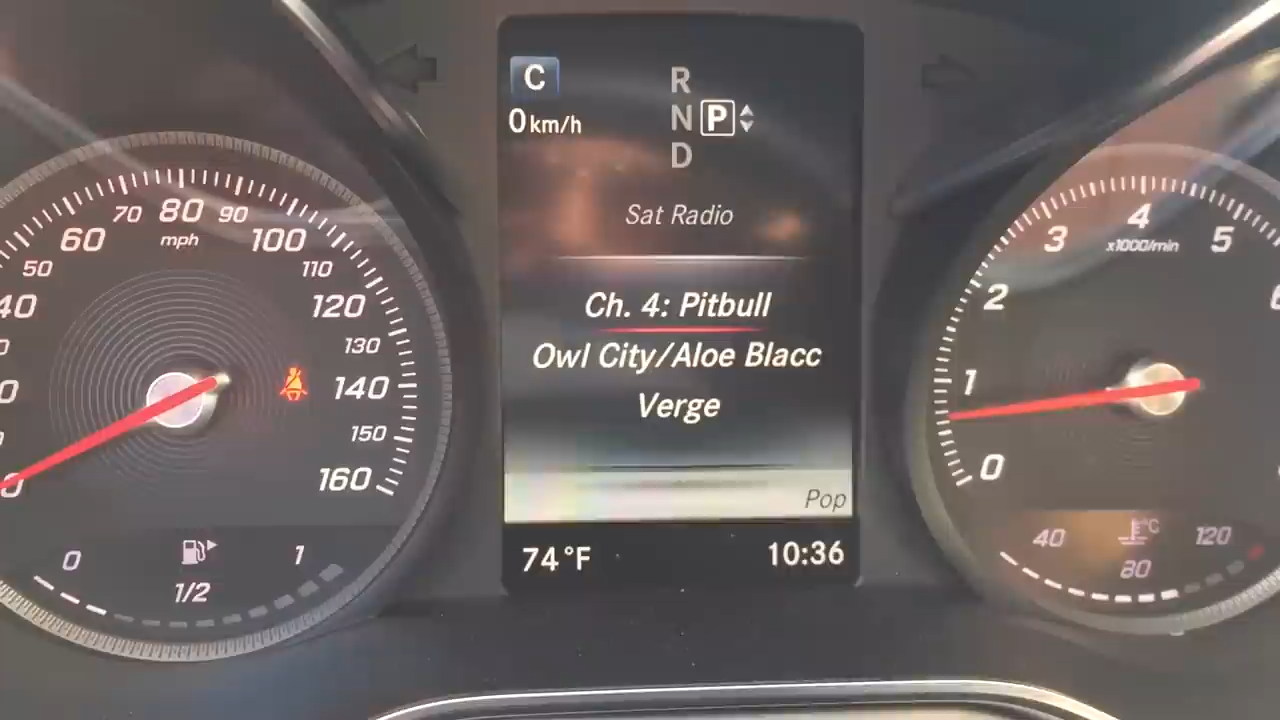 C
0 km/h
R
N P
D
Sat Radio
Ch. 4: Pitbull
Owl City/Aloe Blacc
Verge
Pop
74°F 10:36
40
50
60
70
80
90
100
110
120
130
140
150
160
mph
0 1
1/2
0
1
2
3
4
5
x1000/min
40 °C 120
80